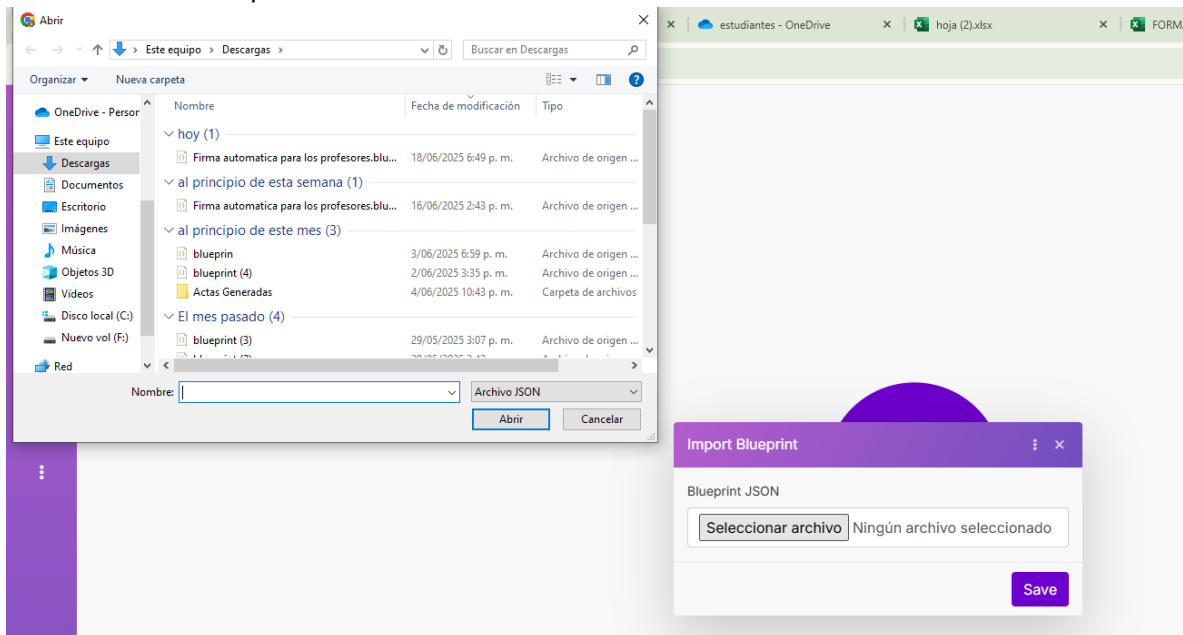 Abrir
estudiantes - OneDrive
hoja (2).xlsx
FORM
Este equipo > Descargas >
Buscar en Descargas
Organizar
Nueva carpeta
Nombre
Fecha de modificación
Tipo
OneDrive - Person
Este equipo
Descargas
Documentos
Escritorio
Imágenes
Música
Objetos 3D
Vídeos
Disco local (C:)
Nuevo vol (F:)
Red
hoy (1)
Firma automatica para los profesores.blu... 18/06/2025 6:49 p. m. Archivo de origen ...
al principio de esta semana (1)
Firma automatica para los profesores.blu... 16/06/2025 2:43 p. m. Archivo de origen ...
al principio de este mes (3)
blueprin 3/06/2025 6:59 p. m. Archivo de origen ...
blueprint (4) 2/06/2025 3:35 p. m. Archivo de origen ...
Actas Generadas 4/06/2025 10:43 p. m. Carpeta de archivos
El mes pasado (4)
blueprint (3) 29/05/2025 3:07 p. m. Archivo de origen ...
Nombre:
Archivo JSON
Abrir
Cancelar
Import Blueprint
Blueprint JSON
Seleccionar archivo Ningún archivo seleccionado
Save